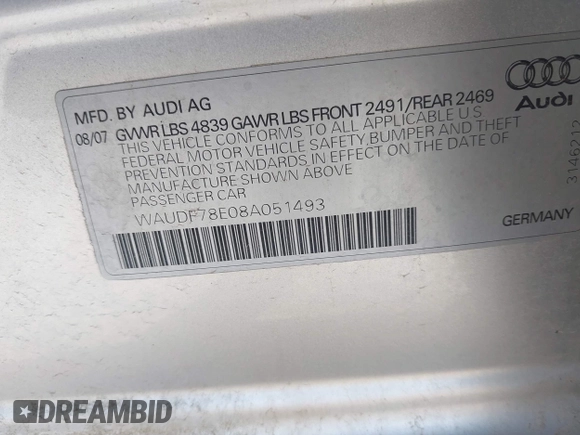 MFD. BY AUDI AG
08/07 GVWR LBS 4839 GAWR LBS FRONT 2491/REAR 2469
THIS VEHICLE CONFORMS TO ALL APPLICABLE U S
FEDERAL MOTOR VEHICLE SAFETY,BUMPER AND THEFT
PREVENTION STANDARDS IN EFFECT ON DATE OF
MANUFACTURE SHOWN ABOVE
PASSENGER CAR
WAUDF78E08A051493
Audi
3146212
GERMANY
DREAMBID